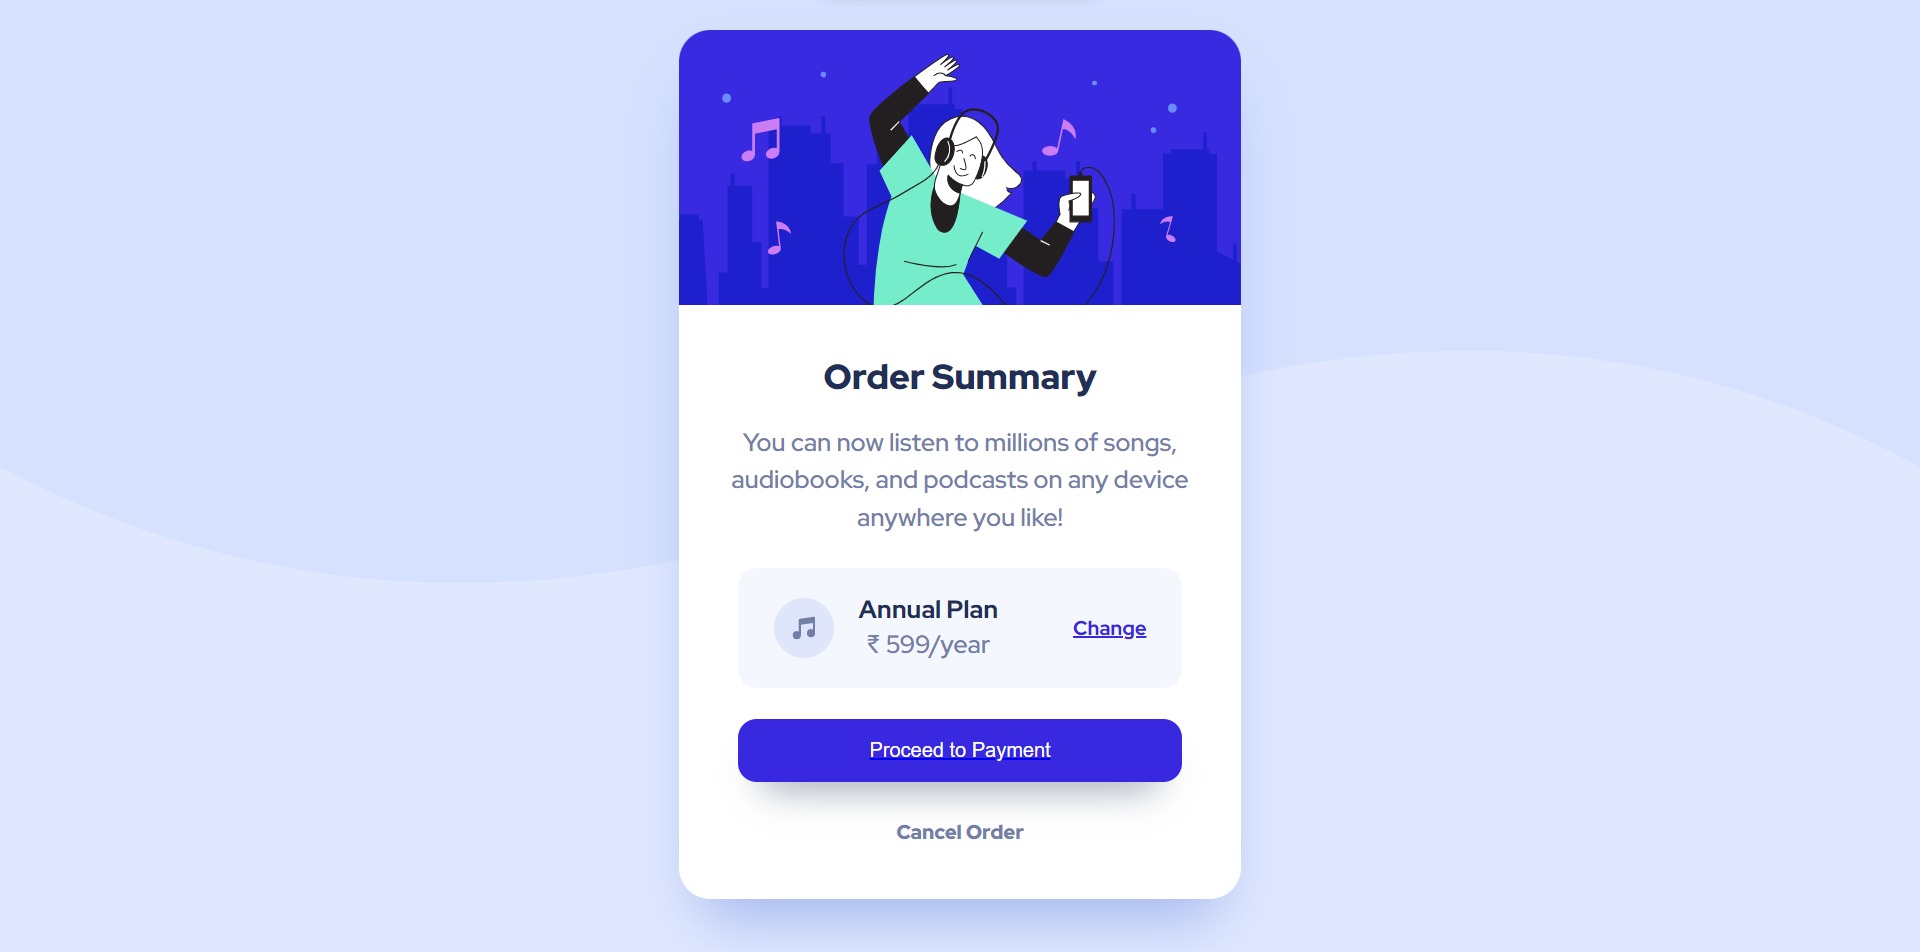 Order Summary
You can now listen to millions of songs,
audiobooks, and podcasts on any device
anywhere you like!
Annual Plan
₹ 599/year
Change
Proceed to Payment
Cancel Order